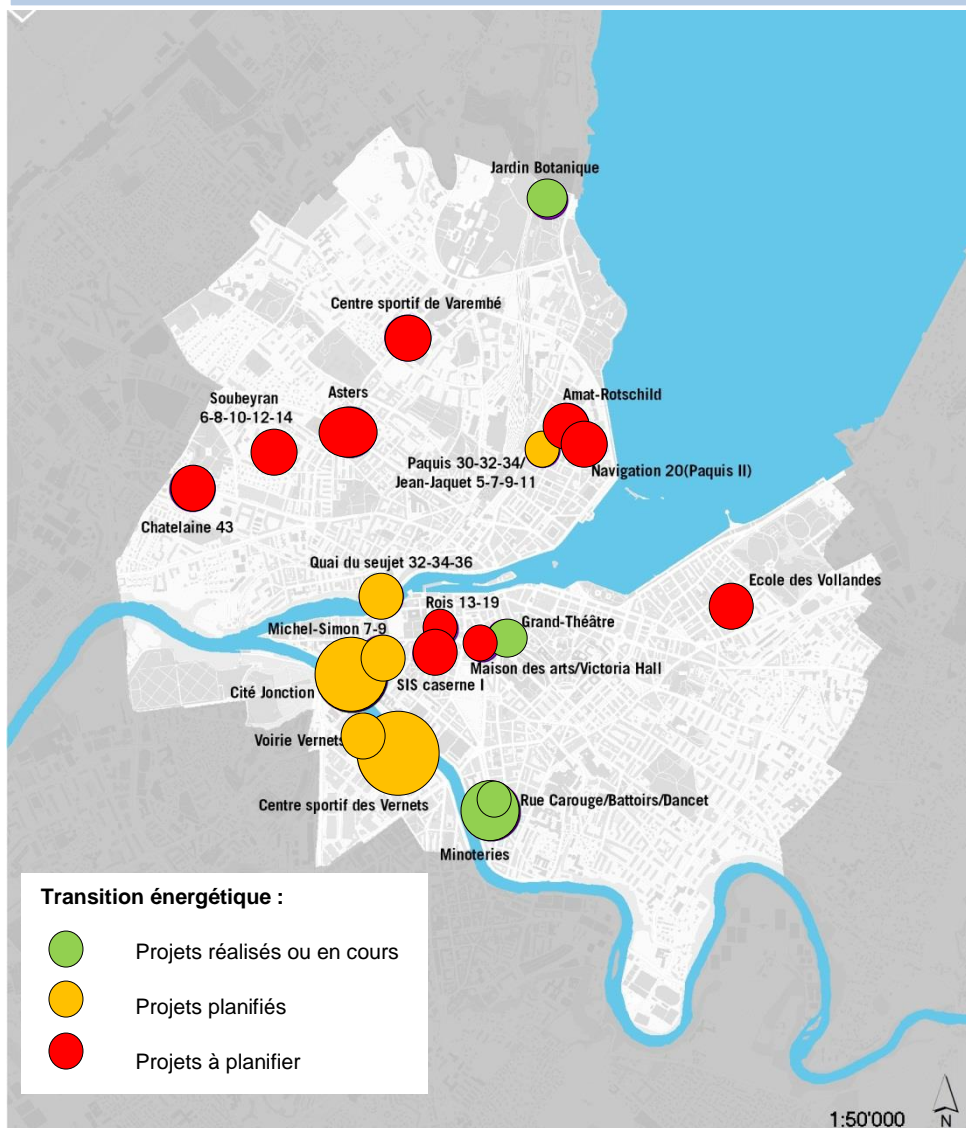 Jardin Botanique
Centre sportif de Varembé
Asters
Soubeyran
6-8-10-12-14
Amat-Rotschild
Paquis 30-32-34/
Jean-Jaquet 5-7-9-11
Navigation 20(Paquis II)
Chatelaine 43
Quai du seujet 32-34-36
Ecole des Vollandes
Rois 13-19
Grand-Théâtre
Michel-Simon 7-9
Maison des arts/Victoria Hall
SIS caserne I
Cité Jonction
Voirie Vernets
Centre sportif des Vernets
Rue Carouge/Battoirs/Dancet
Minoteries
Transition énergétique :
Projets réalisés ou en cours
Projets planifiés
Projets à planifier
1:50'000
N